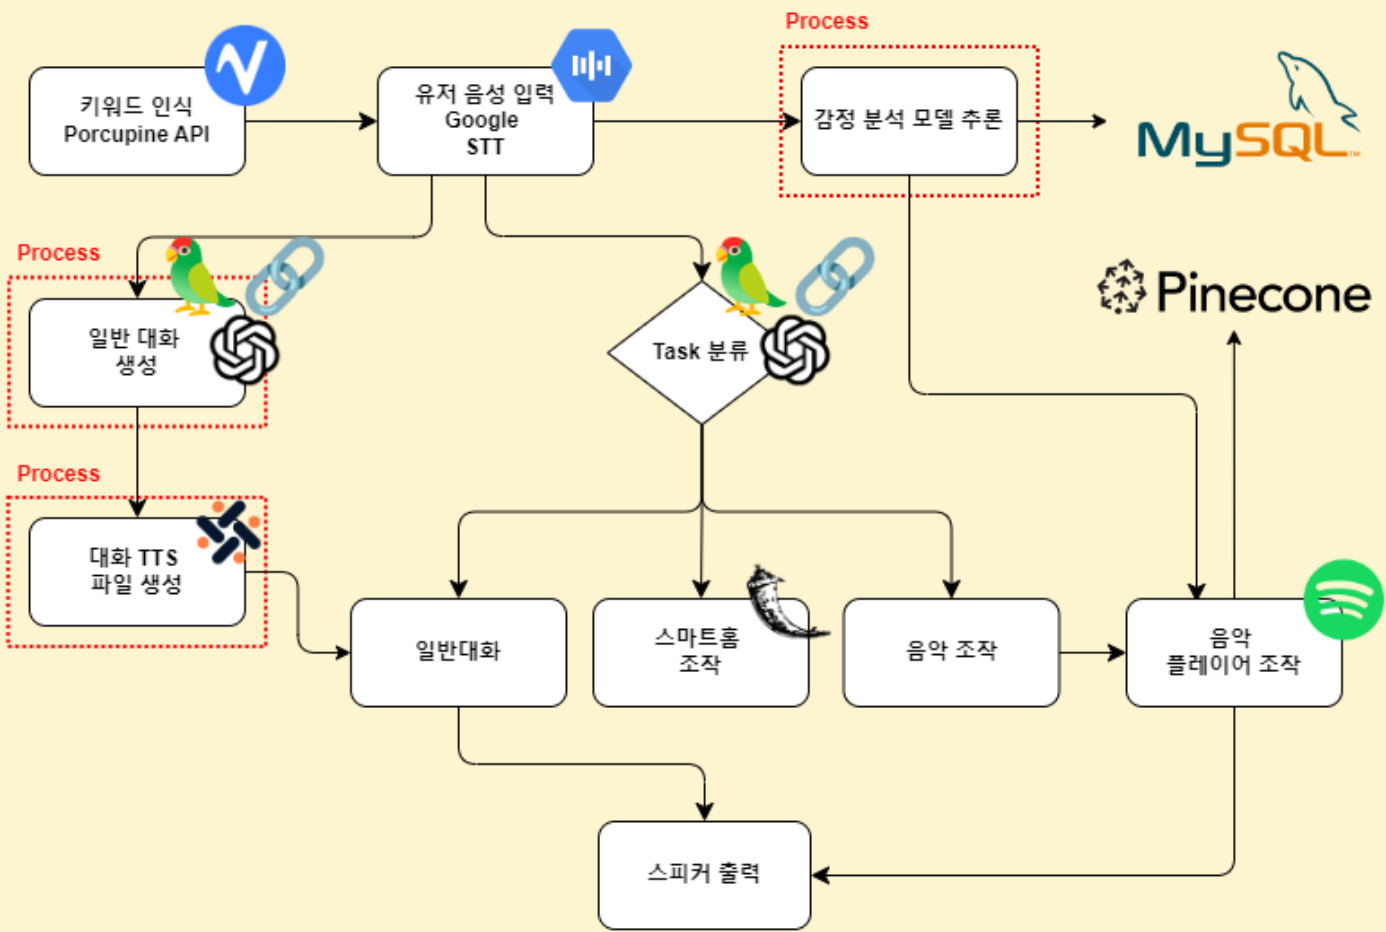 Process
키워드 인식
Porcupine API
유저 음성 입력
Google
STT
감정 분석 모델 추론
MySQL
TM
Process
일반 대화
생성
Task 분류
Pinecone
Process
대화 TTS
파일 생성
일반대화
스마트홈
조작
음악 조작
음악
플레이어 조작
스피커 출력